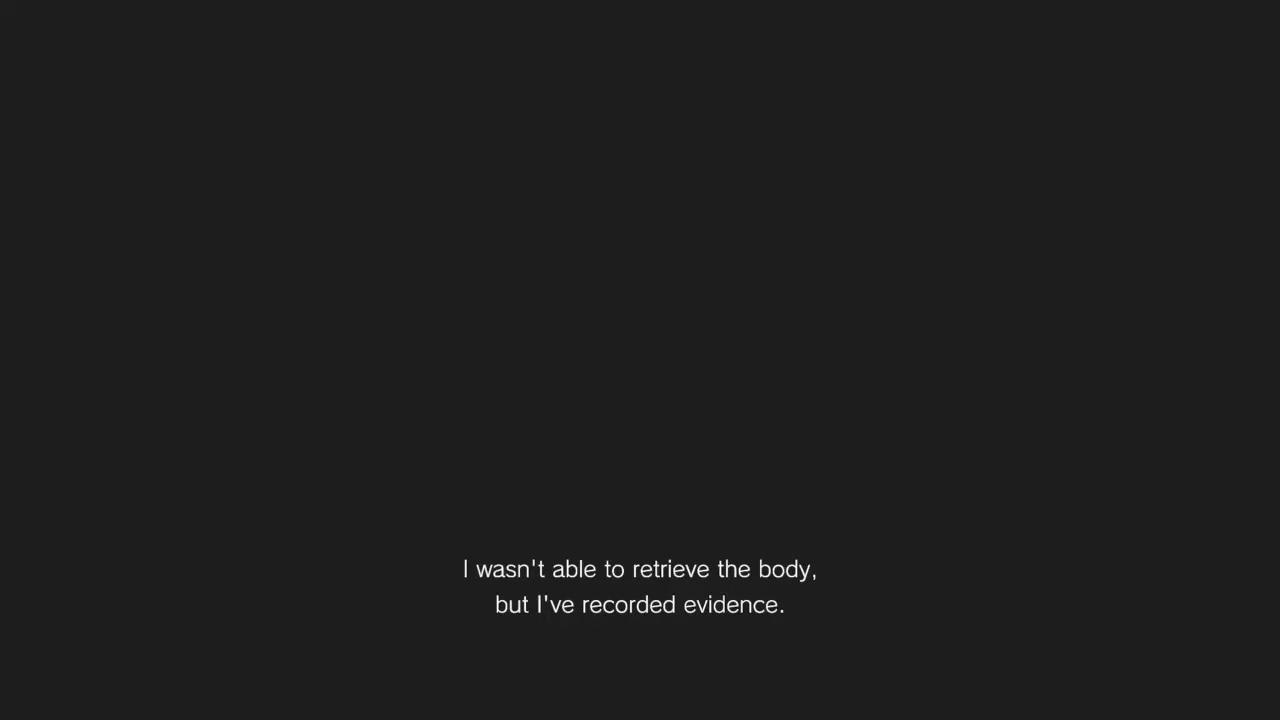 I wasn't able to retrieve the body,
but I've recorded evidence.